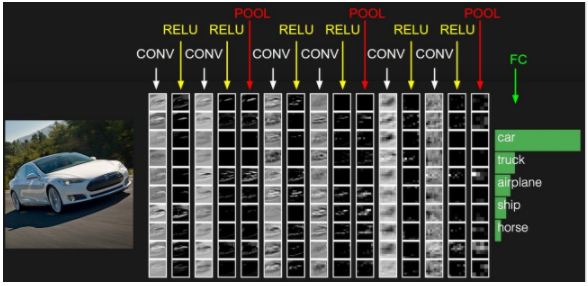 POOL POOL POOL
RELU RELU RELU RELU RELU RELU
CONV CONV CONV CONV CONV CONV FC
car
truck
airplane
ship
horse